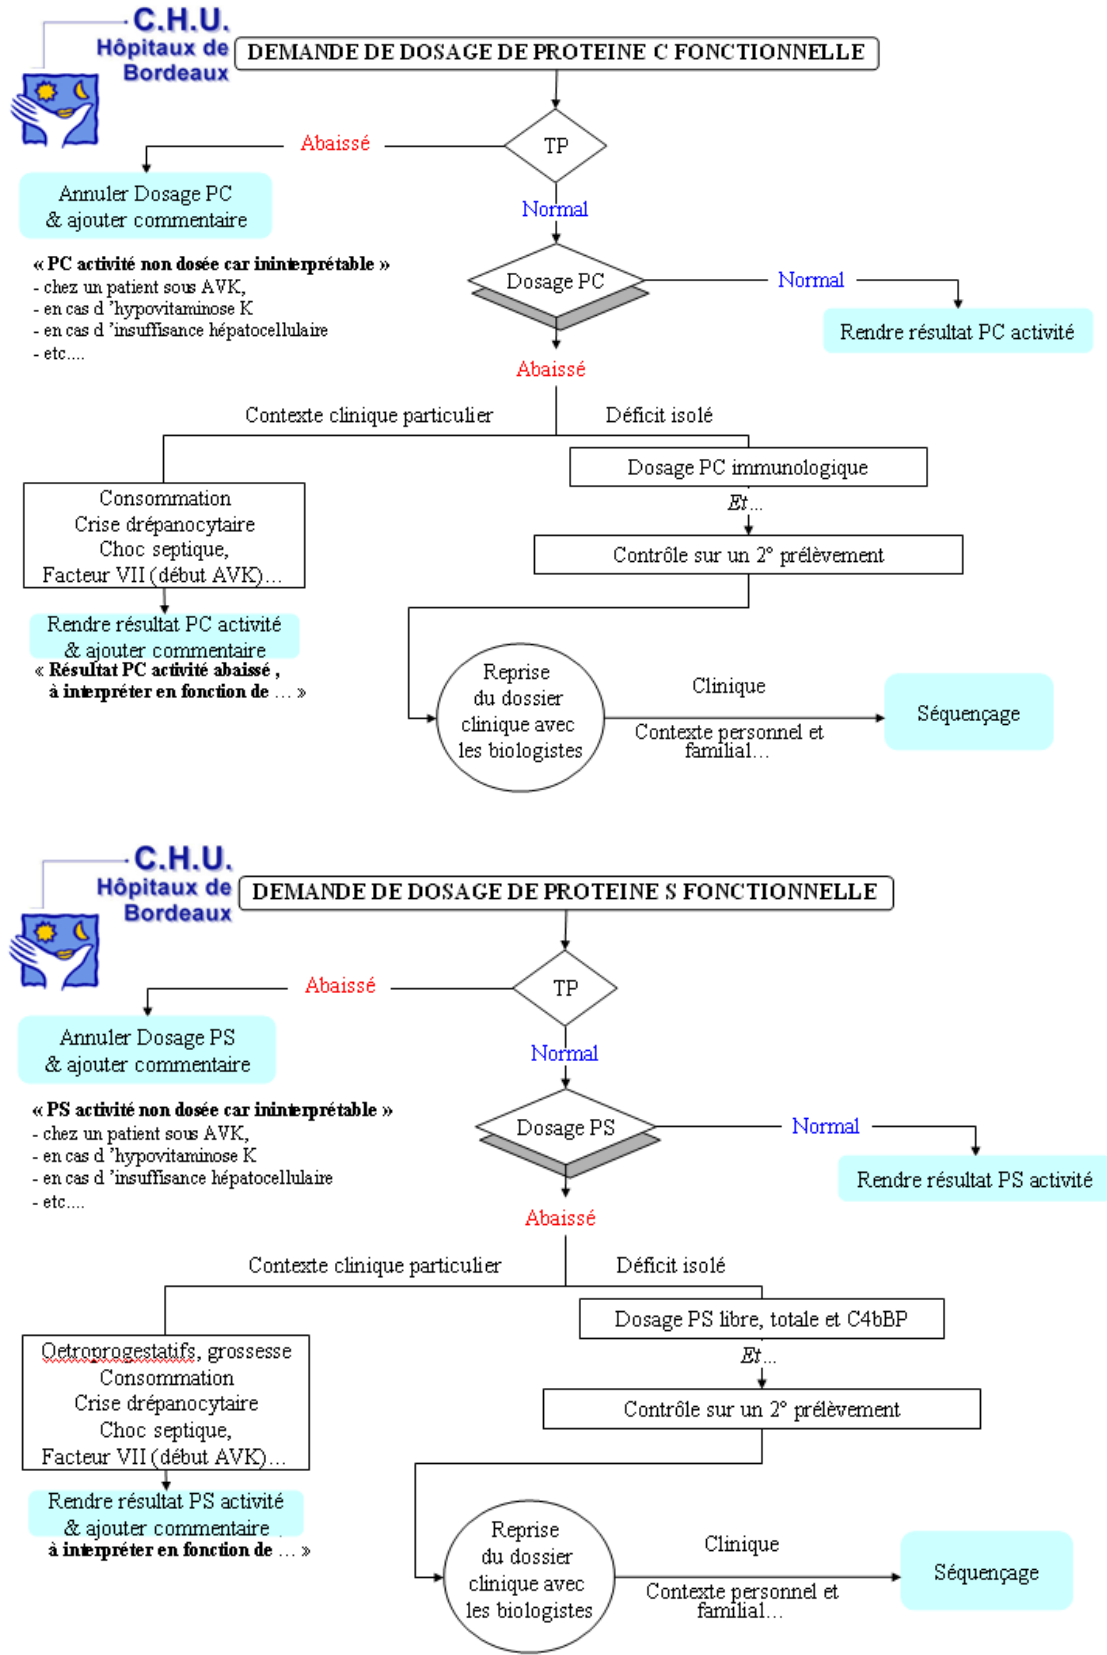 C.H.U.
Hôpitaux de
Bordeaux
DEMANDE DE DOSAGE DE PROTEINE C FONCTIONNELLE
TP
Abaissé
Annuler Dosage PC
& ajouter commentaire
Normal
« PC activité non dosée car ininterprétable »
- chez un patient sous AVK,
- en cas d ’hypovitaminose K
- en cas d ’insuffisance hépatocellulaire
- etc....
Dosage PC
Normal
Rendre résultat PC activité
Abaissé
Contexte clinique particulier
Déficit isolé
Dosage PC immunologique
Et...
Contrôle sur un 2° prélèvement
Consommation
Crise drépanocytaire
Choc septique,
Facteur VII (début AVK)...
Rendre résultat PC activité
& ajouter commentaire
« Résultat PC activité abaissé ,
à interpréter en fonction de ... »
Reprise
du dossier
clinique avec
les biologistes
Clinique
Contexte personnel et
familial...
Séquençage
C.H.U.
Hôpitaux de
Bordeaux
DEMANDE DE DOSAGE DE PROTEINE S FONCTIONNELLE
TP
Abaissé
Annuler Dosage PS
& ajouter commentaire
Normal
« PS activité non dosée car ininterprétable »
- chez un patient sous AVK,
- en cas d ’hypovitaminose K
- en cas d ’insuffisance hépatocellulaire
- etc....
Dosage PS
Normal
Rendre résultat PS activité
Abaissé
Contexte clinique particulier
Déficit isolé
Dosage PS libre, totale et C4bBP
Et...
Contrôle sur un 2° prélèvement
Oetroprogestatifs, grossesse
Consommation
Crise drépanocytaire
Choc septique,
Facteur VII (début AVK)...
Rendre résultat PS activité
& ajouter commentaire
à interpréter en fonction de ... »
Reprise
du dossier
clinique avec
les biologistes
Clinique
Contexte personnel et
familial...
Séquençage